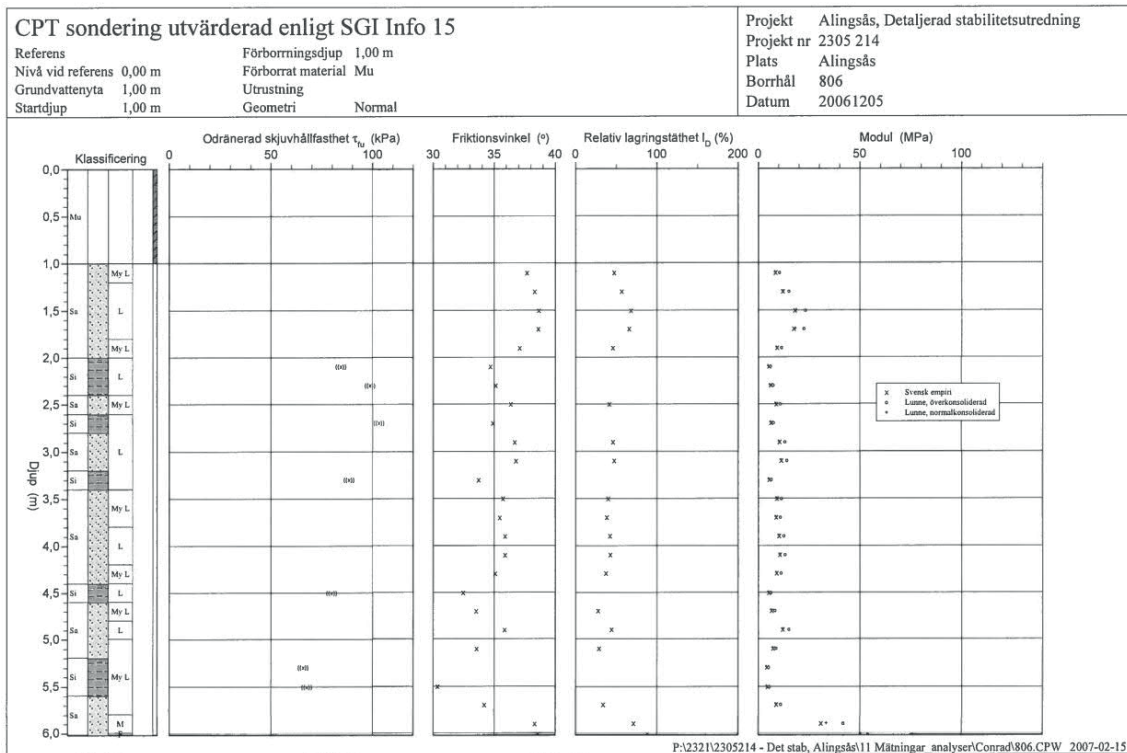 CPT sondering utvärderad enligt SGI Info 15
Referens
Nivå vid referens 0,00 m
Grundvattenyta 1,00 m
Startdjup 1,00 m
Förborrningsdjup 1,00 m
Förborrat material Mu
Utrustning
Geometri Normal
Projekt Alingsås, Detaljerad stabilitetsutredning
Projekt nr 2305 214
Plats Alingsås
Borrhål 806
Datum 20061205
Klassificering
Odränerad skjuvhållfasthet τfu (kPa)
0 100
Friktionsvinkel (°)
30 35 40
Relativ lagringstäthet ID (%)
0 100 200
Modul (MPa)
0 50 100
Djup (m)
0,0
0,5 Mu
1,0
My L
1,5 Sa L
My L
2,0
Si L
2,5 Sa My L
Si
3,0 Sa L
Si
3,5
My L
4,0 Sa L
My L
4,5 Si L
My L
Sa L
5,0
Si My L
5,5
Sa
M
6,0
x Svensk empiri
Lunne, överkonsoliderad
Lunne, normalkonsoliderad
P:\2321\2305214 - Det stab, Alingsås\11 Mätningar_analyser\Conrad\806.CPW 2007-02-15